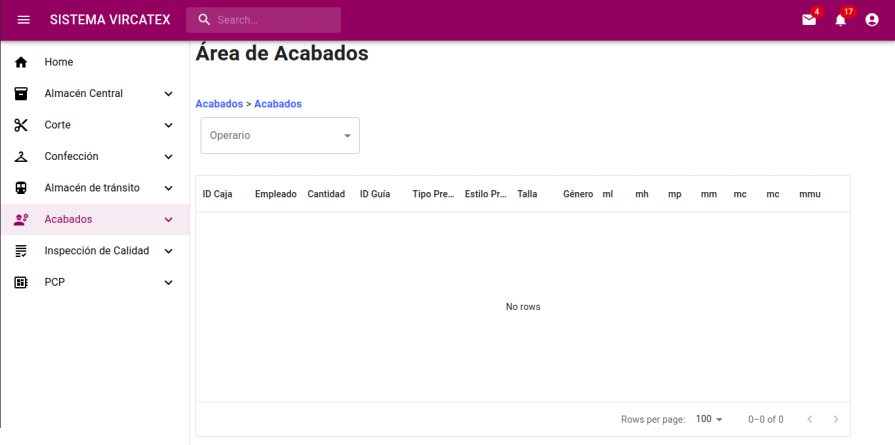 SISTEMA VIRCATEX
Search...
4
17
Home
Almacén Central
Corte
Confección
Almacén de tránsito
Acabados
Inspección de Calidad
PCP
Área de Acabados
Acabados > Acabados
Operario
ID Caja Empleado Cantidad ID Guía Tipo Pre... Estilo Pr... Talla Género ml mh mp mm mc mc mmu
No rows
Rows per page: 100 0–0 of 0